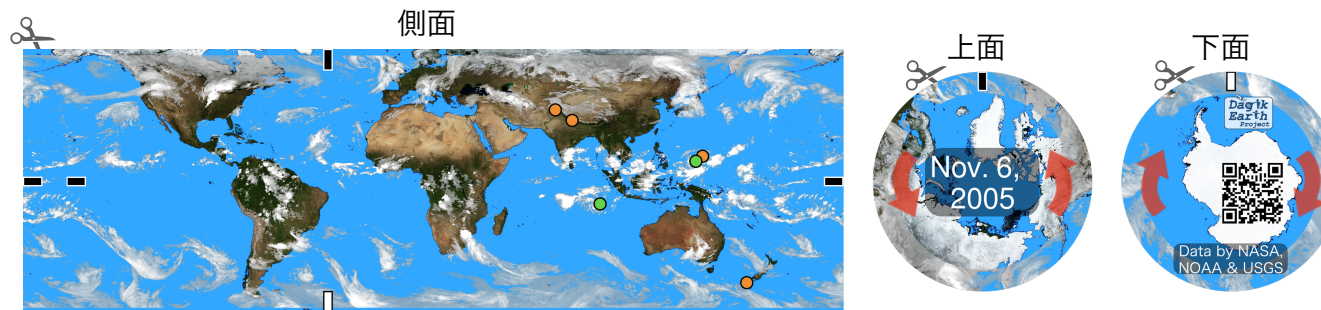 側面
上面
下面
Nov. 6,
2005
Dagik
Earth
Project
Data by NASA,
NOAA & USGS